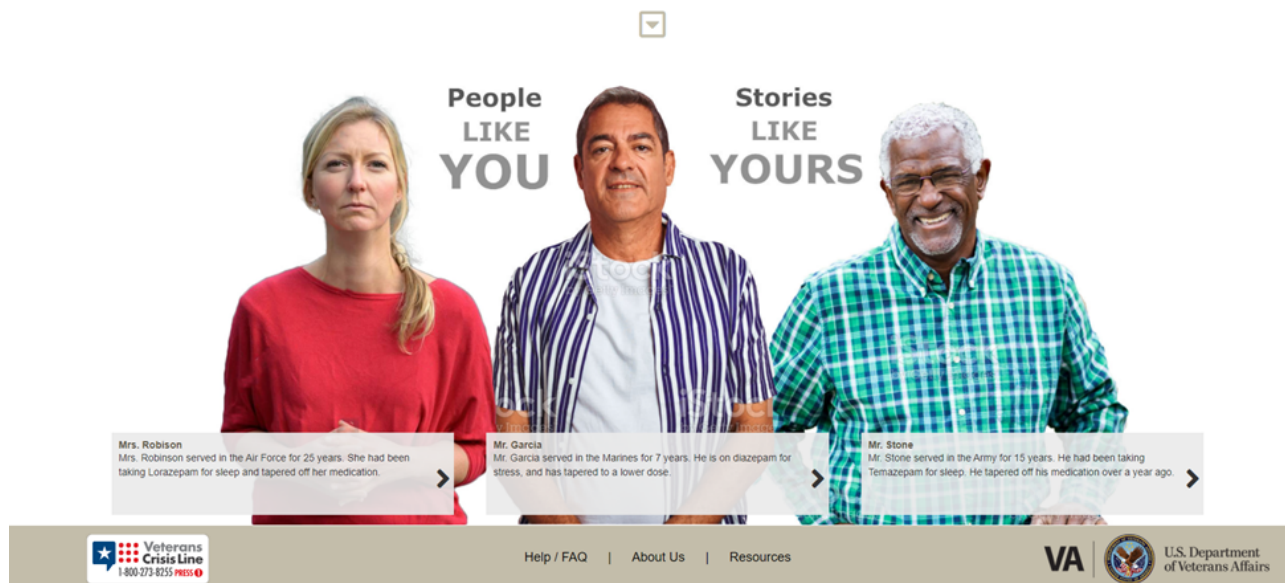 People
LIKE
YOU
Stories
LIKE
YOURS
iStock
Mrs. Robison
Mrs. Robinson served in the Air Force for 25 years. She had been
taking Lorazepam for sleep and tapered off her medication.
Mr. Garcia
Mr. Garcia served in the Marines for 7 years. He is on diazepam for
stress, and has tapered to a lower dose.
Mr. Stone
Mr. Stone served in the Army for 15 years. He had been taking
Temazepam for sleep. He tapered off his medication over a year ago.
Veterans
Crisis Line
1-800-273-8255 PRESS 1
Help / FAQ | About Us | Resources
VA
U.S. Department
of Veterans Affairs